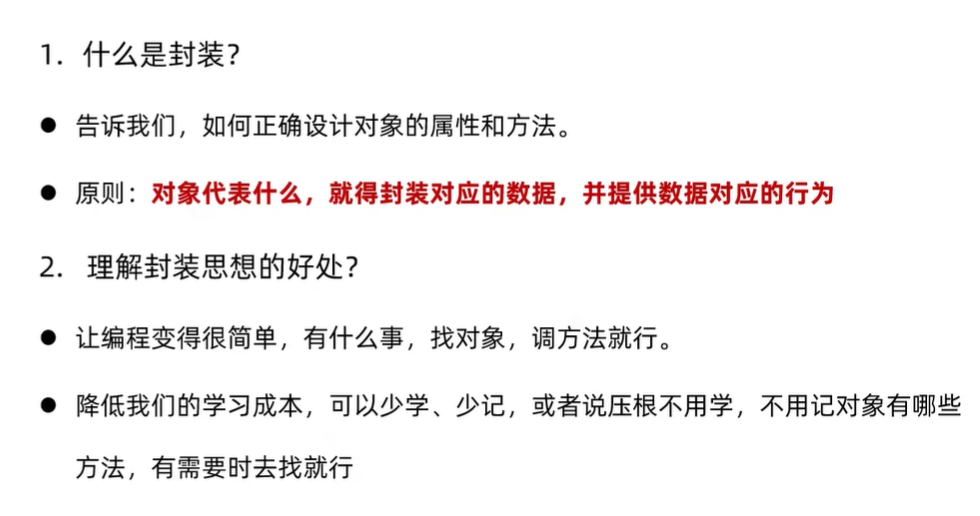 1. 什么是封装?
● 告诉我们，如何正确设计对象的属性和方法。
● 原则：对象代表什么，就得封装对应的数据，并提供数据对应的行为
2. 理解封装思想的好处?
● 让编程变得很简单，有什么事，找对象，调方法就行。
● 降低我们的学习成本，可以少学、少记，或者说压根不用学，不用记对象有哪些
方法，有需要时去找就行